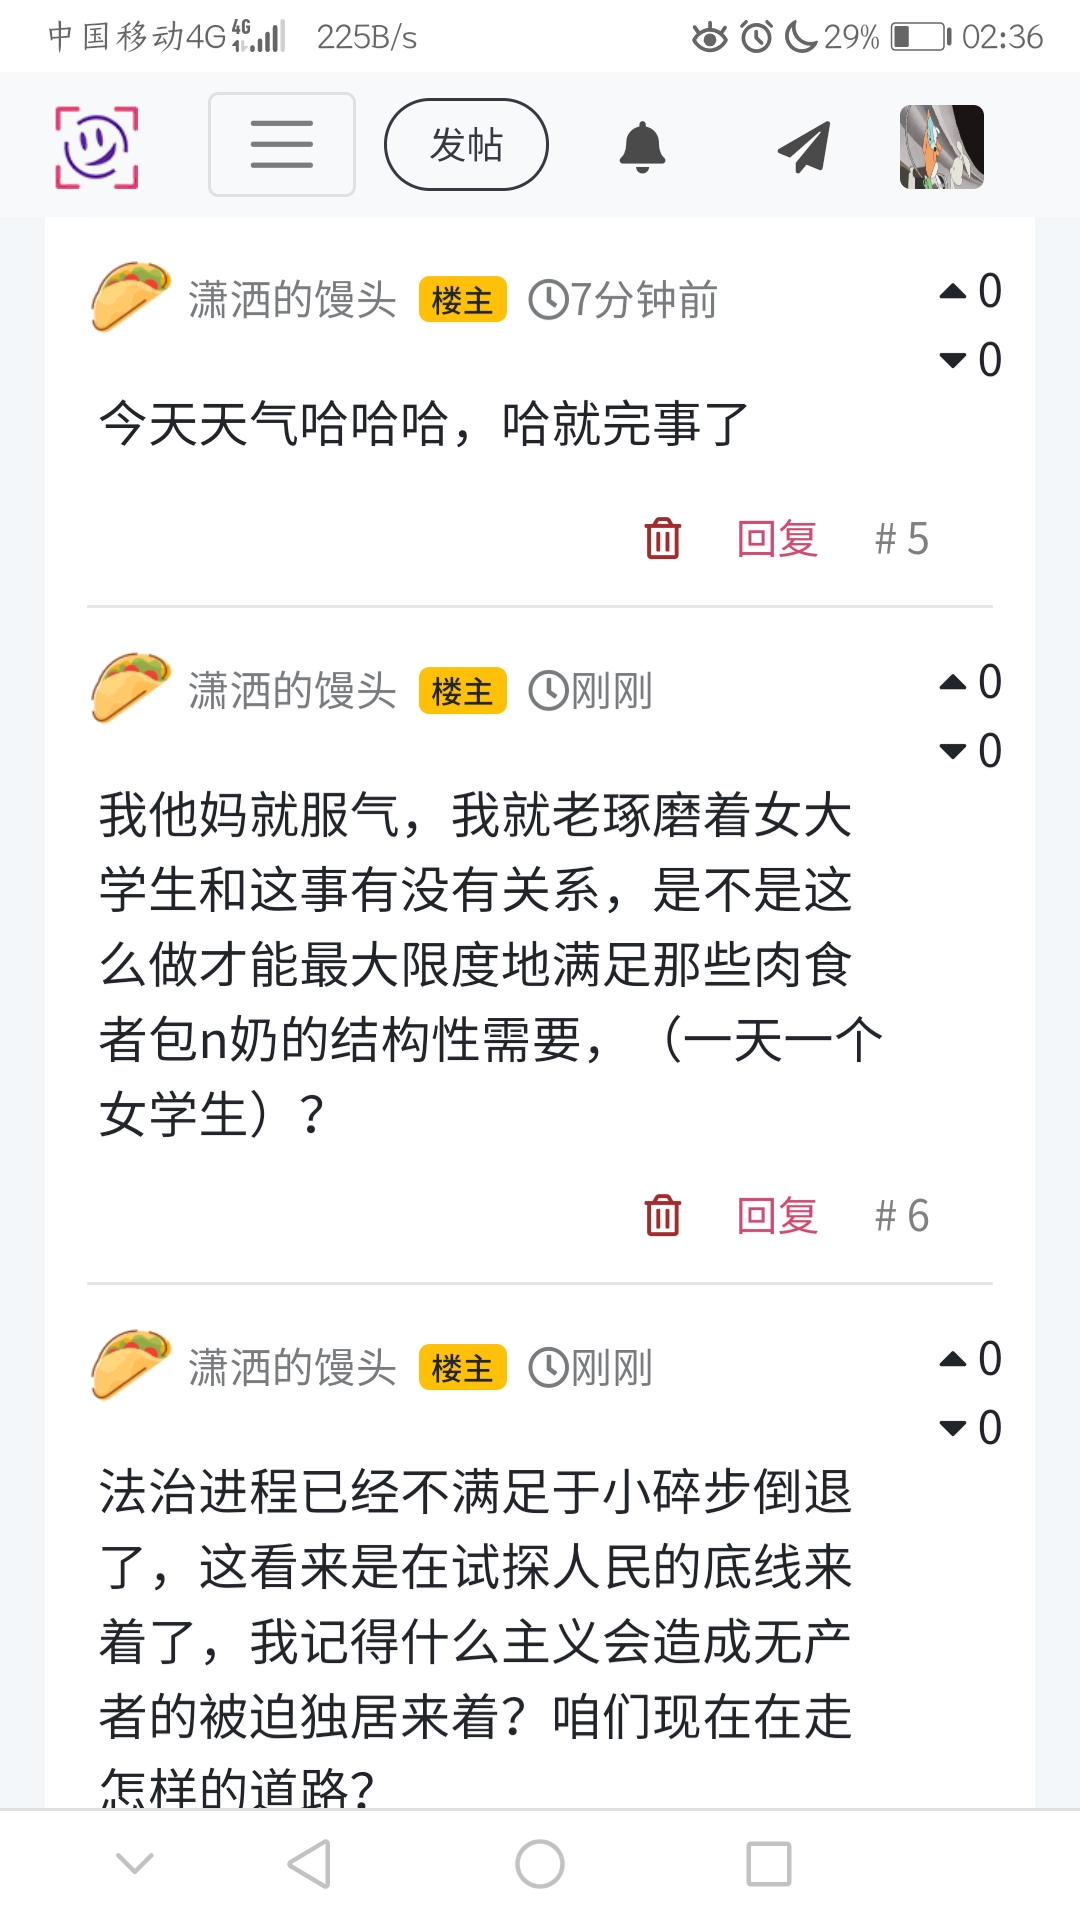 中国移动4G 4G 225B/s 29% 02:36
发帖
潇洒的馒头 楼主 7分钟前 0
0
今天天气哈哈哈，哈就完事了
回复 # 5
潇洒的馒头 楼主 刚刚 0
0
我他妈就服气，我就老琢磨着女大
学生和这事有没有关系，是不是这
么做才能最大限度地满足那些肉食
者包n奶的结构性需要，（一天一个
女学生）？
回复 # 6
潇洒的馒头 楼主 刚刚 0
0
法治进程已经不满足于小碎步倒退
了，这看来是在试探人民的底线来
着了，我记得什么主义会造成无产
者的被迫独居来着？咱们现在在走
怎样的道路？